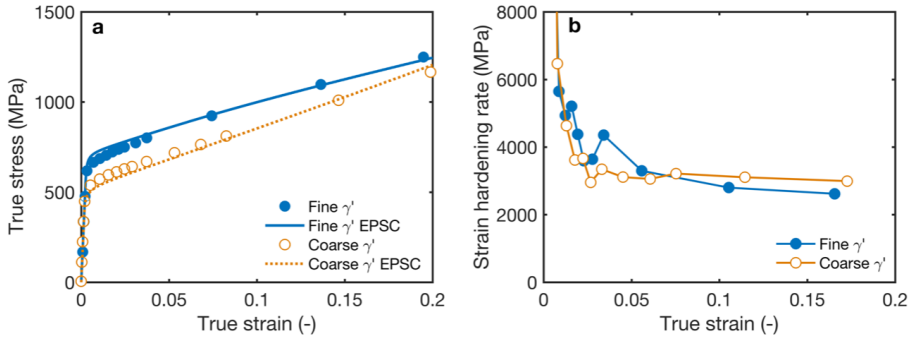 a
True stress (MPa)
1500
1000
500
0
Fine γ'
Fine γ' EPSC
Coarse γ'
Coarse γ' EPSC
0 0.05 0.1 0.15 0.2
True strain (-)
b
Strain hardening rate (MPa)
8000
6000
4000
2000
0
Fine γ'
Coarse γ'
0 0.05 0.1 0.15 0.2
True strain (-)